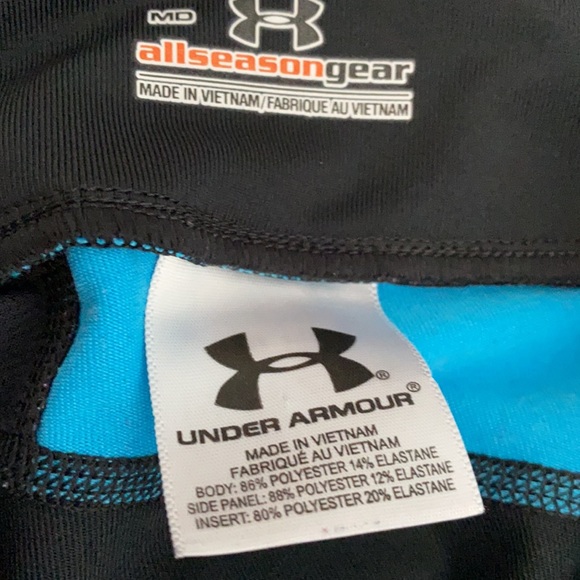 MD
allseasongear
MADE IN VIETNAM/FABRIQUE AU VIETNAM
®
®
UNDER ARMOUR
MADE IN VIETNAM
FABRIQUÉ AU VIETNAM
BODY: 86% POLYESTER 14% ELASTANE
SIDE PANEL: 88% POLYESTER 12% ELASTANE
INSERT: 80% POLYESTER 20% ELASTANE